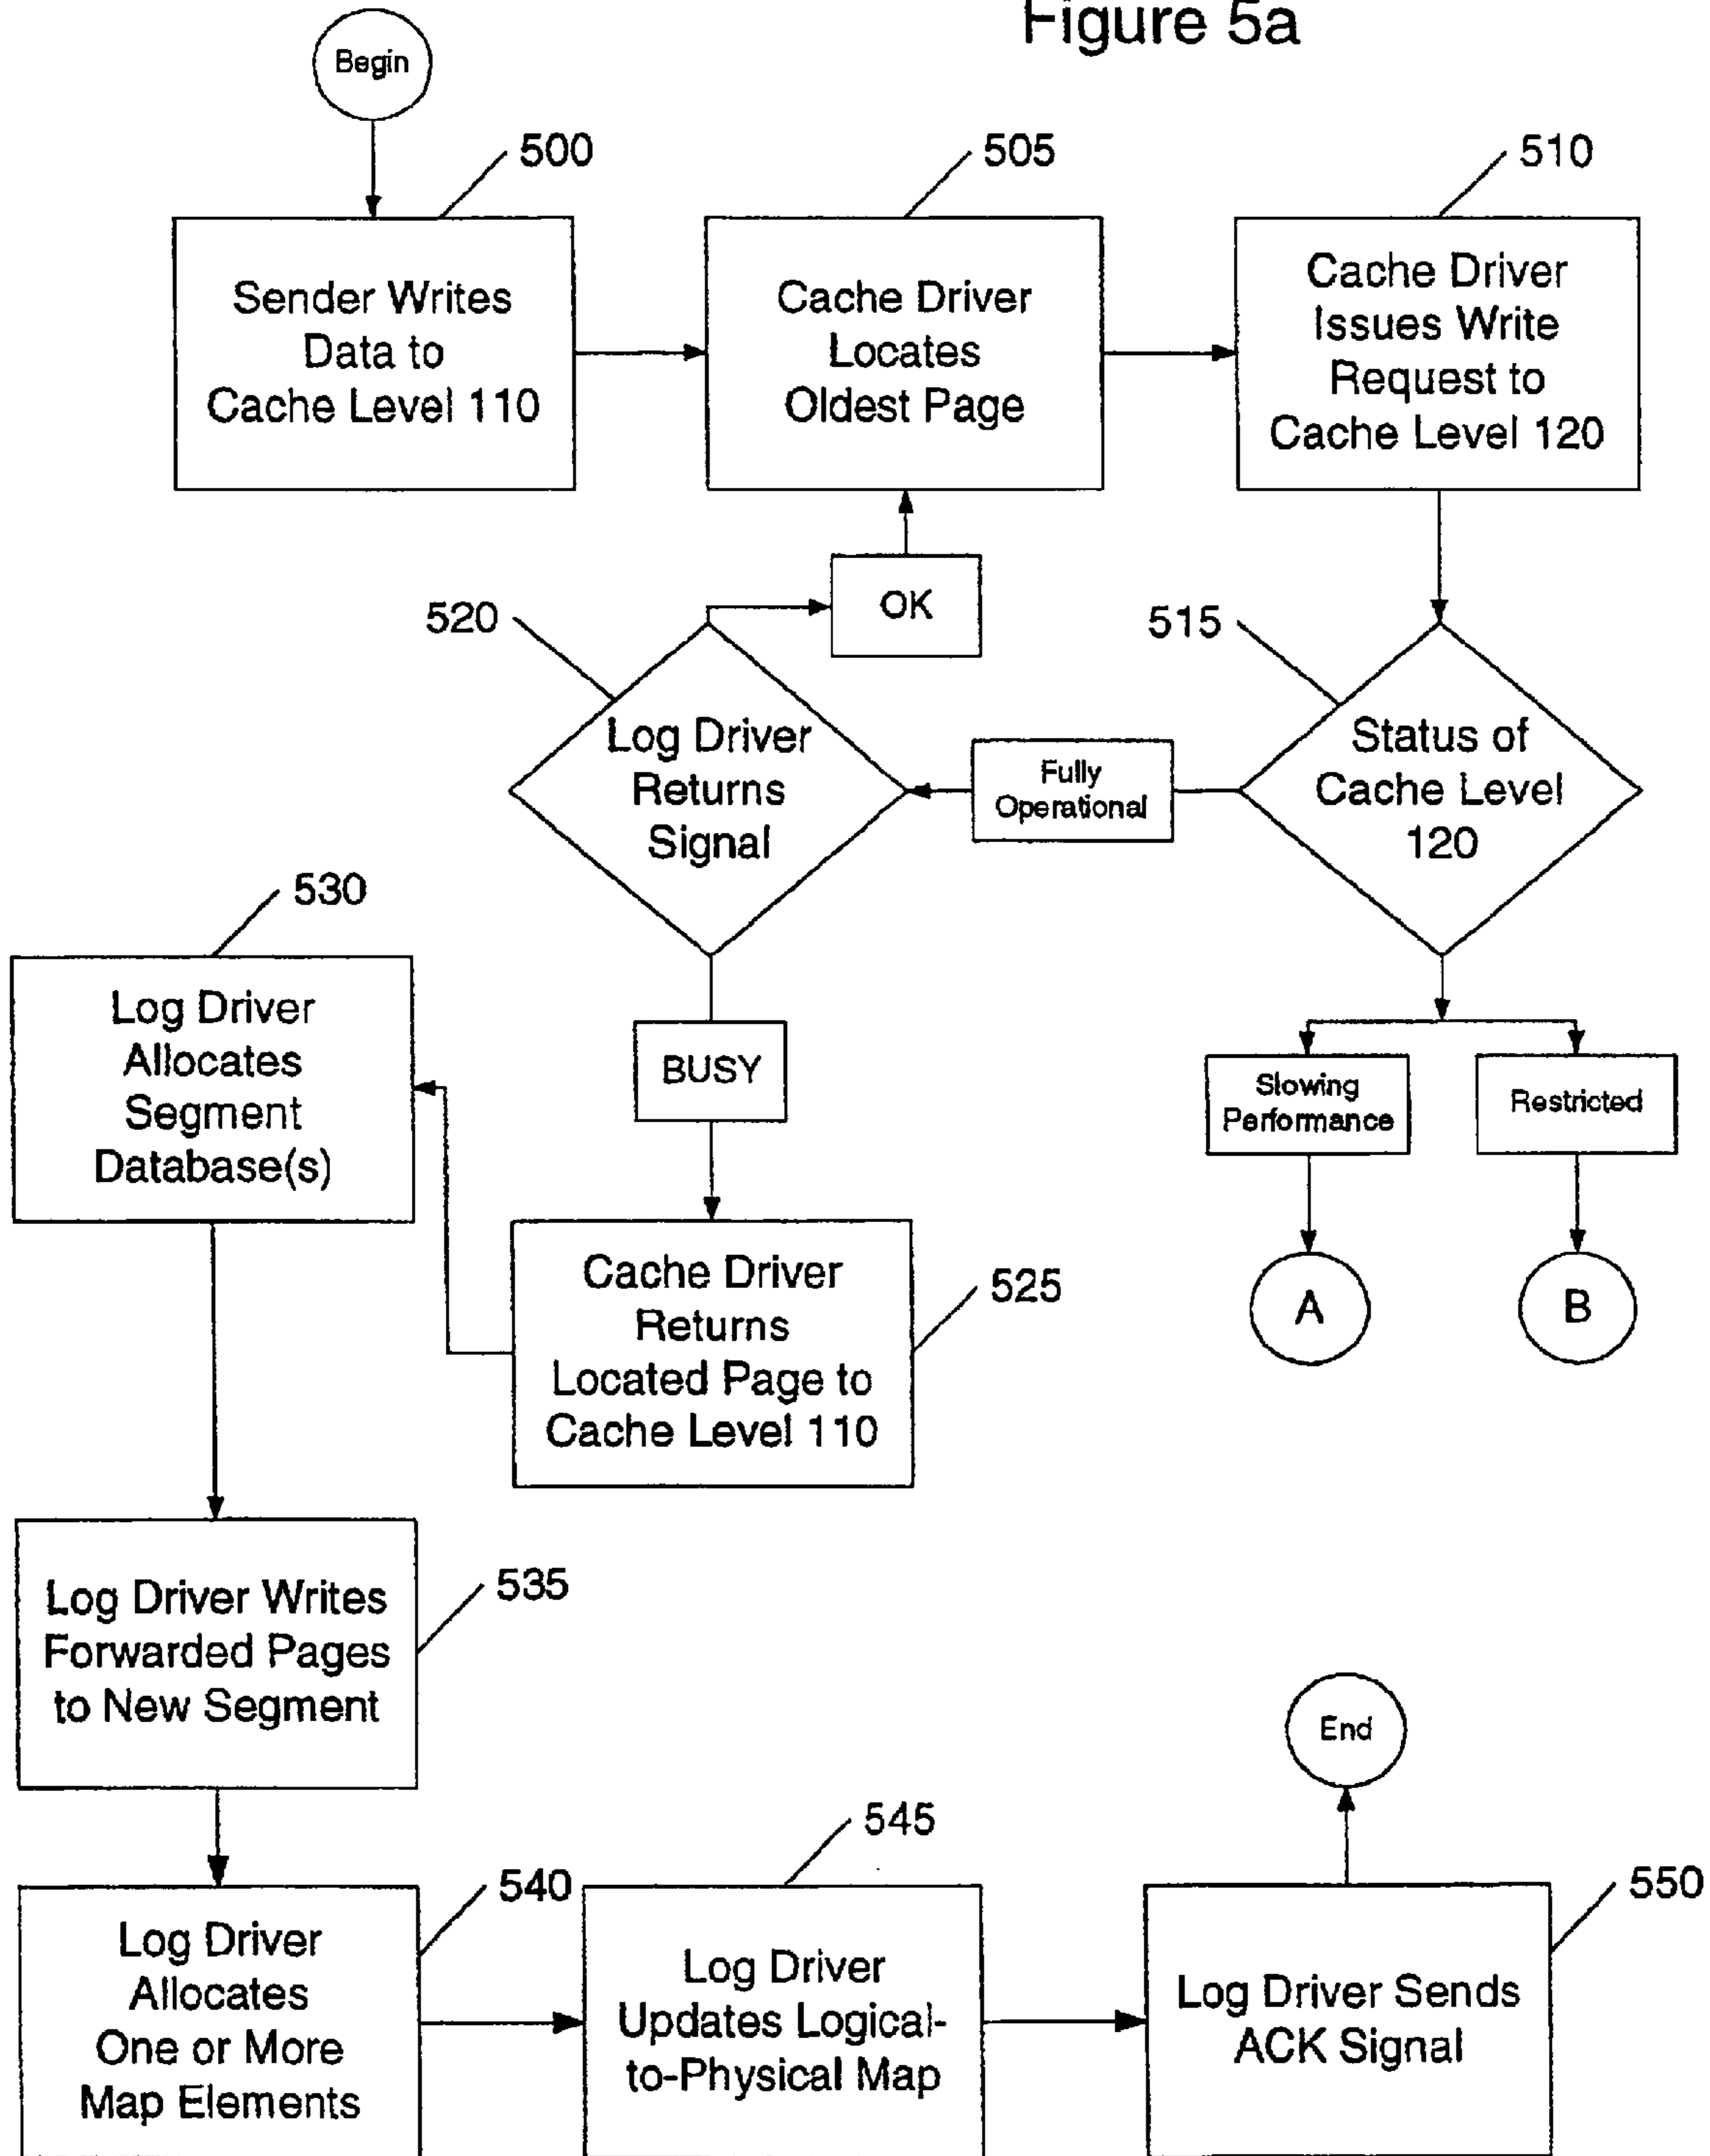 Figure 5a
Begin
500
505
510
Sender Writes
Data to
Cache Level 110
Cache Driver
Locates
Oldest Page
Cache Driver
Issues Write
Request to
Cache Level 120
OK
520
515
Log Driver
Returns
Signal
Fully
Operational
Status of
Cache Level
120
530
Log Driver
Allocates
Segment
Database(s)
BUSY
Slowing
Performance
Restricted
Cache Driver
Returns
Located Page to
Cache Level 110
525
A
B
Log Driver Writes
Forwarded Pages
to New Segment
535
End
545
540
550
Log Driver
Allocates
One or More
Map Elements
Log Driver
Updates Logical-
to-Physical Map
Log Driver Sends
ACK Signal